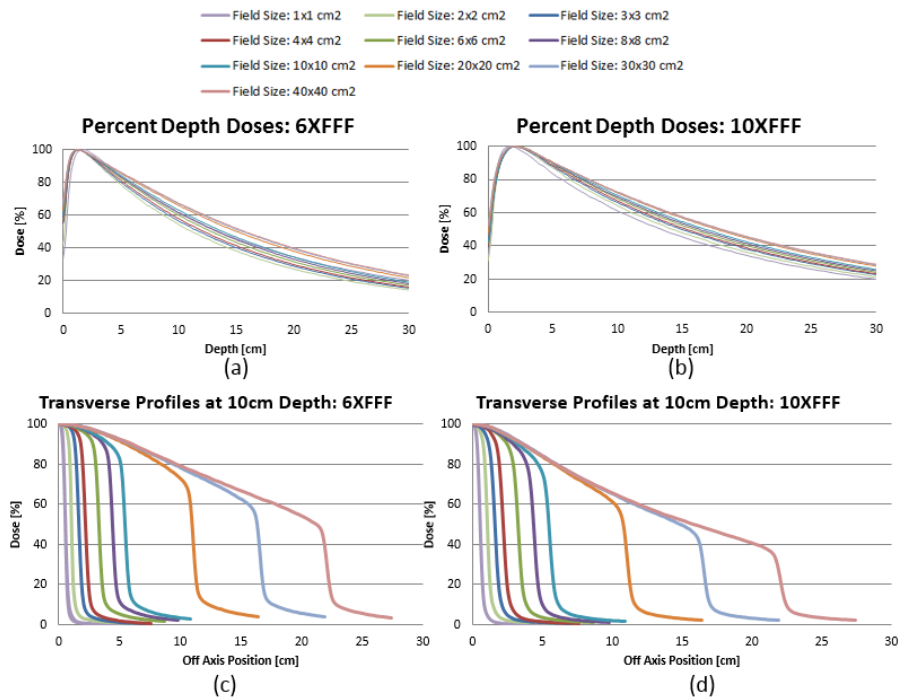 Field Size: 1x1 cm2 Field Size: 2x2 cm2 Field Size: 3x3 cm2
Field Size: 4x4 cm2 Field Size: 6x6 cm2 Field Size: 8x8 cm2
Field Size: 10x10 cm2 Field Size: 20x20 cm2 Field Size: 30x30 cm2
Field Size: 40x40 cm2
Percent Depth Doses: 6XFFF
Dose [%]
100
80
60
40
20
0
0 5 10 15 20 25 30
Depth [cm]
(a)
Percent Depth Doses: 10XFFF
Dose [%]
100
80
60
40
20
0
0 5 10 15 20 25 30
Depth [cm]
(b)
Transverse Profiles at 10cm Depth: 6XFFF
Dose [%]
100
80
60
40
20
0
0 5 10 15 20 25 30
Off Axis Position [cm]
(c)
Transverse Profiles at 10cm Depth: 10XFFF
Dose [%]
100
80
60
40
20
0
0 5 10 15 20 25 30
Off Axis Position [cm]
(d)